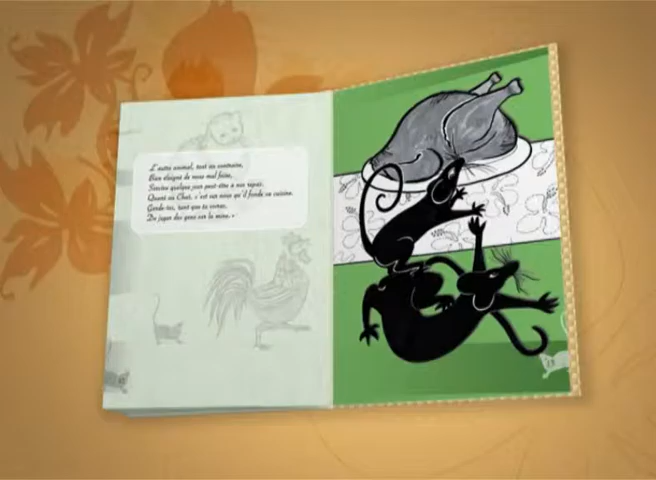 L'autre animal, tout au contraire,
Bien éloigné de nous mal faire,
Servira quelque jour peut-être à nos repas.
Quant au Chat, c'est sur nous qu'il fonde sa cuisine.
Garde-toi, tant que tu vivras,
De juger des gens sur la mine. »